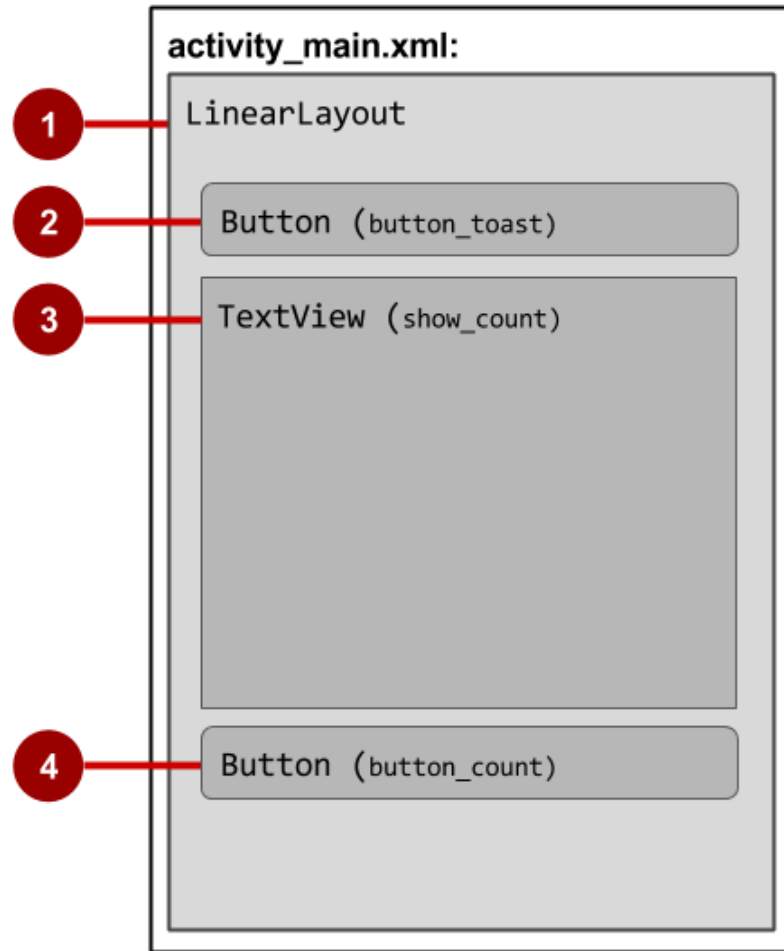 activity_main.xml:
1
LinearLayout
2
Button (button_toast)
3
TextView (show_count)
4
Button (button_count)